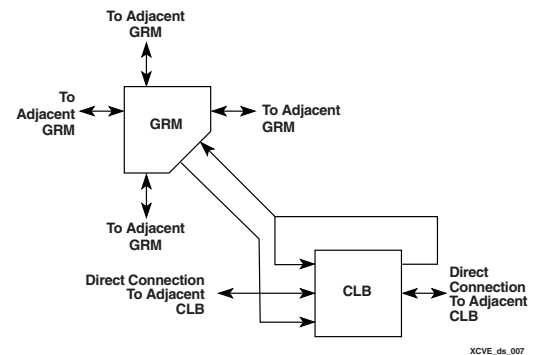 To Adjacent
GRM
To
Adjacent
GRM
GRM
To Adjacent
GRM
To Adjacent
GRM
Direct Connection
To Adjacent
CLB
CLB
Direct
Connection
To Adjacent
CLB
XCVE_ds_007